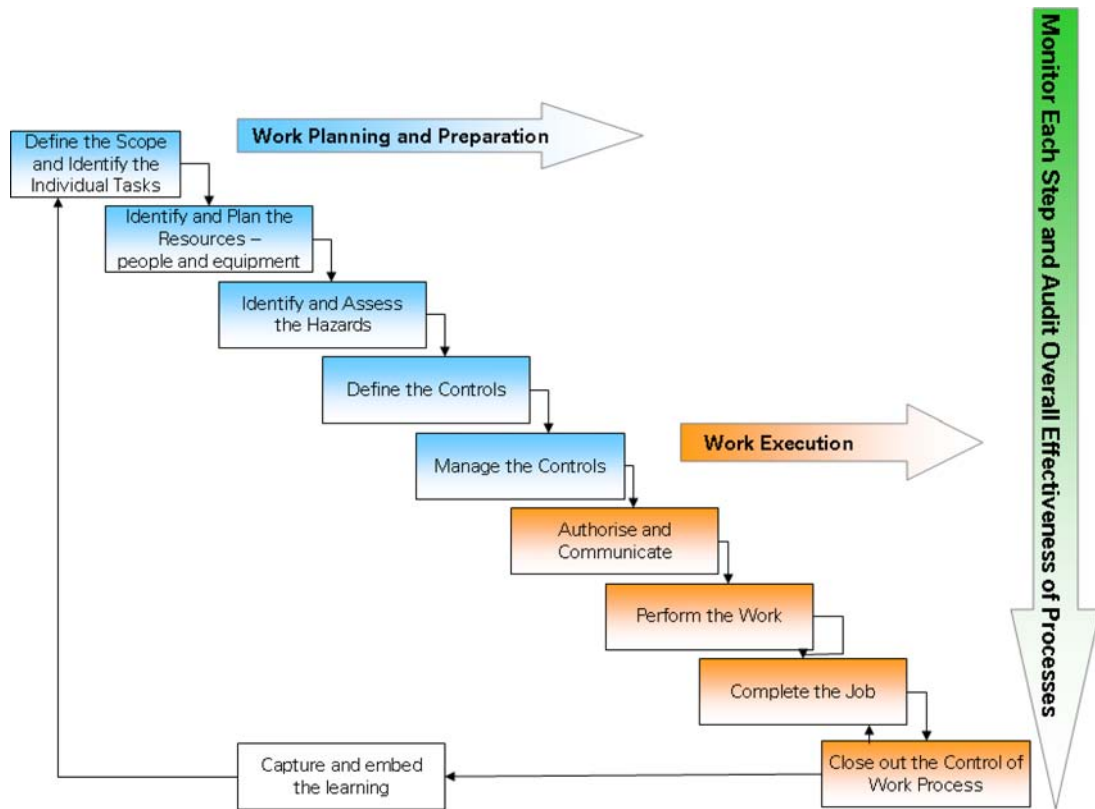 Monitor Each Step and Audit Overall Effectiveness of Processes
Work Planning and Preparation
Define the Scope
and Identify the
Individual Tasks
Identify and Plan the
Resources –
people and equipment
Identify and Assess
the Hazards
Define the Controls
Work Execution
Manage the Controls
Authorise and
Communicate
Perform the Work
Complete the Job
Close out the Control of
Work Process
Capture and embed
the learning